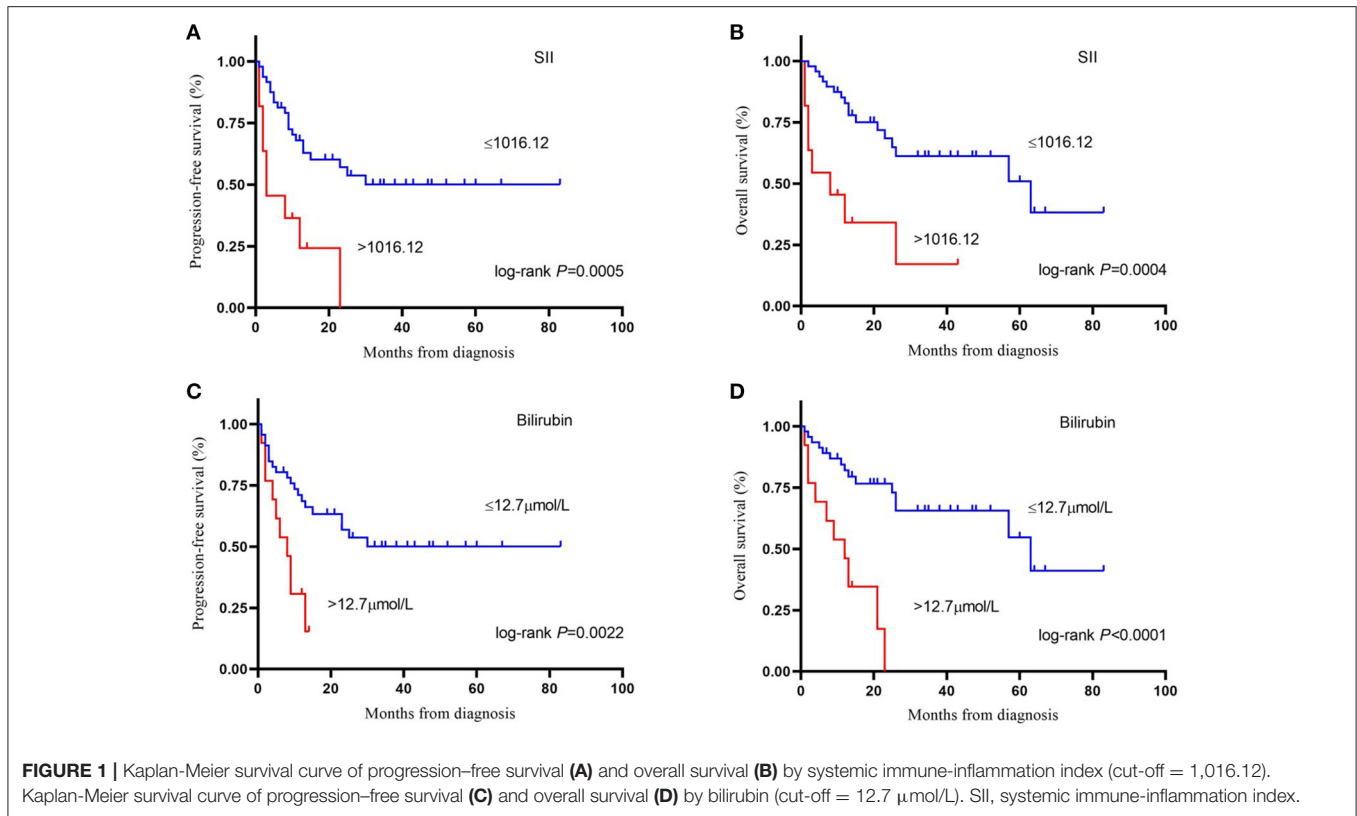 A
SII
1.00
0.75
0.50
0.25
0.00
Progression-free survival (%)
≤1016.12
>1016.12
log-rank P=0.0005
0 20 40 60 80 100
Months from diagnosis
B
SII
1.00
0.75
0.50
0.25
0.00
Overall survival (%)
≤1016.12
>1016.12
log-rank P=0.0004
0 20 40 60 80 100
Months from diagnosis
C
Bilirubin
1.00
0.75
0.50
0.25
0.00
Progression-free survival (%)
≤12.7μmol/L
>12.7μmol/L
log-rank P=0.0022
0 20 40 60 80 100
Months from diagnosis
D
Bilirubin
1.00
0.75
0.50
0.25
0.00
Overall survival (%)
≤12.7μmol/L
>12.7μmol/L
log-rank P<0.0001
0 20 40 60 80 100
Months from diagnosis
FIGURE 1 | Kaplan-Meier survival curve of progression–free survival (A) and overall survival (B) by systemic immune-inflammation index (cut-off = 1,016.12).
Kaplan-Meier survival curve of progression–free survival (C) and overall survival (D) by bilirubin (cut-off = 12.7 μmol/L). SII, systemic immune-inflammation index.